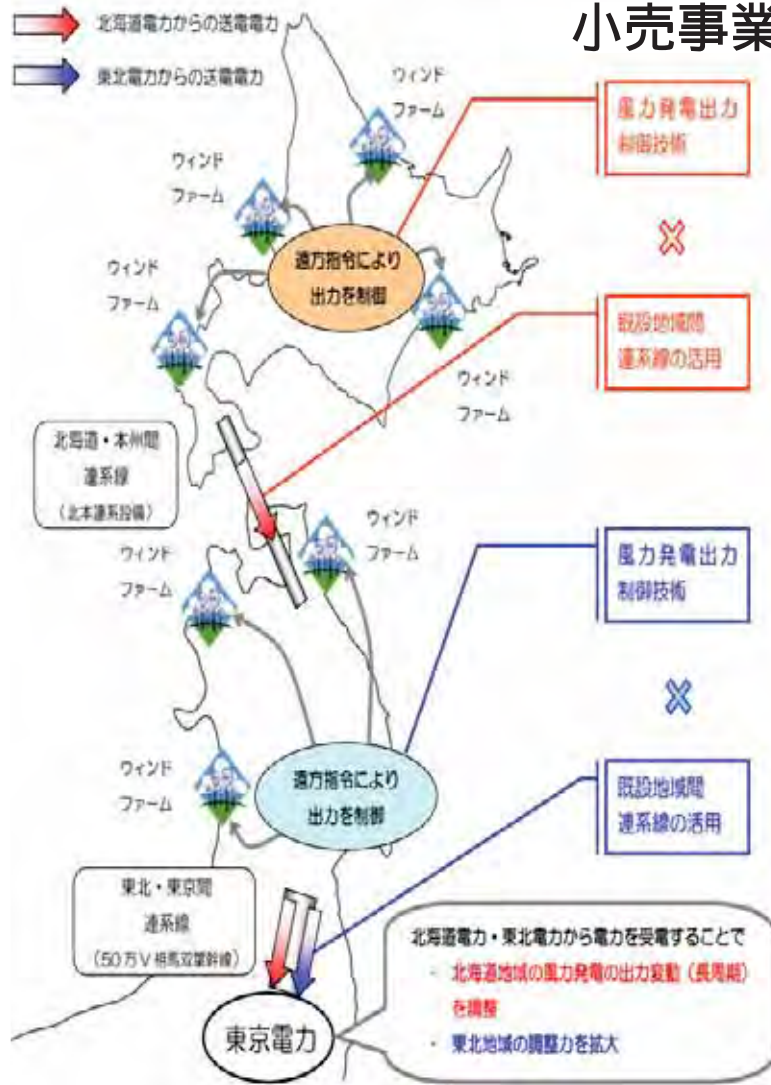 小売事業
北海道電力からの送電電力
東北電力からの送電電力
ウィンド
ファーム
ウィンド
ファーム
風力発電出力
制御技術
ウィンド
ファーム
遠方指令により
出力を制御
既設地域間
連系線の活用
ウィンド
ファーム
北海道・本州間
連系線
(北本連系設備)
ウィンド
ファーム
ウィンド
ファーム
風力発電出力
制御技術
ウィンド
ファーム
遠方指令により
出力を制御
既設地域間
連系線の活用
東北・東京間
連系線
(50万V相馬双葉幹線)
北海道電力・東北電力から電力を受電することで
・ 北海道地域の風力発電の出力変動(長周期)
を調整
・ 東北地域の調整力を拡大
東京電力